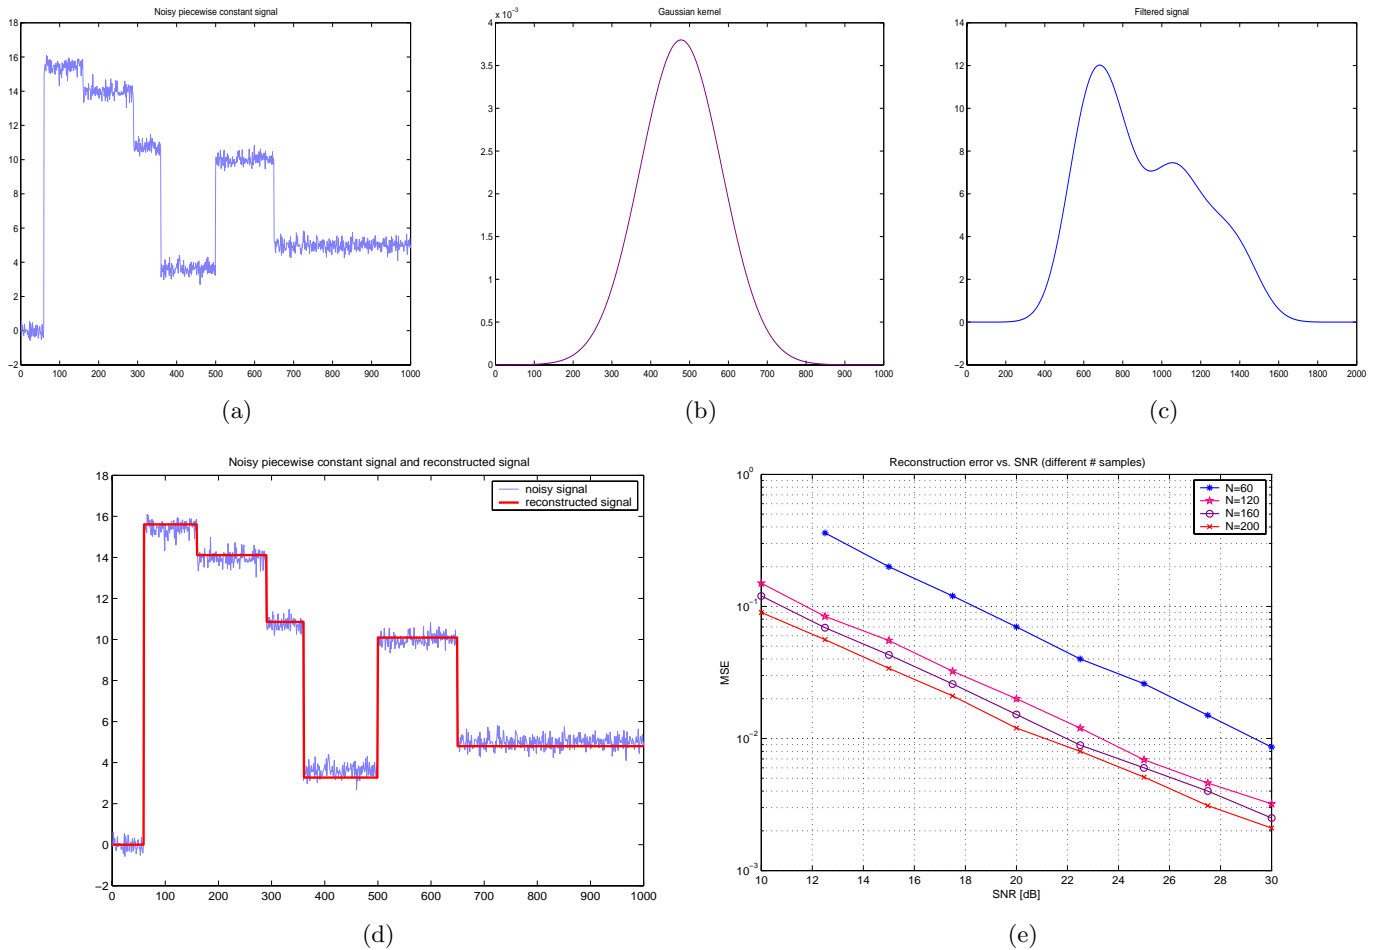 Noisy piecewise constant signal
18
16
14
12
10
8
6
4
2
0
−2
0 100 200 300 400 500 600 700 800 900 1000
(a)
x 10⁻³
Gaussian kernel
4
3.5
3
2.5
2
1.5
1
0.5
0
0 100 200 300 400 500 600 700 800 900 1000
(b)
Filtered signal
14
12
10
8
6
4
2
0
−2
0 200 400 600 800 1000 1200 1400 1600 1800 2000
(c)
Noisy piecewise constant signal and reconstructed signal
noisy signal
reconstructed signal
18
16
14
12
10
8
6
4
2
0
−2
0 100 200 300 400 500 600 700 800 900 1000
(d)
Reconstruction error vs. SNR (different # samples)
N=60
N=120
N=160
N=200
10⁰
10⁻¹
10⁻²
10⁻³
MSE
10 12 14 16 18 20 22 24 26 28 30
SNR [dB]
(e)